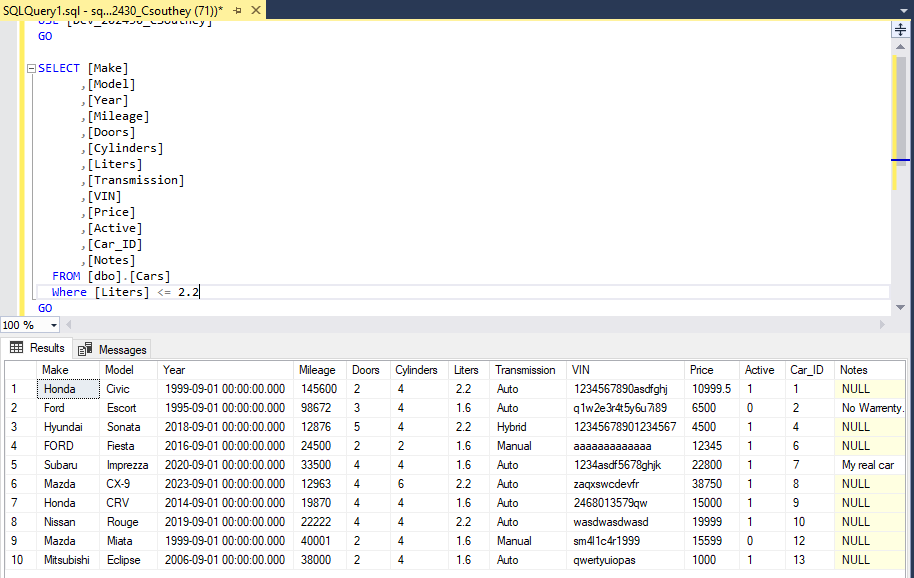 SQLQuery1.sql - sq...2430_Csouthey (71))*
USE [Dev_202430_Csouthey]
GO
SELECT [Make]
,[Model]
,[Year]
,[Mileage]
,[Doors]
,[Cylinders]
,[Liters]
,[Transmission]
,[VIN]
,[Price]
,[Active]
,[Car_ID]
,[Notes]
FROM [dbo].[Cars]
Where [Liters] <= 2.2
GO
100 %
Results Messages
Make Model Year Mileage Doors Cylinders Liters Transmission VIN Price Active Car_ID Notes
1 Honda Civic 1999-09-01 00:00:00.000 145600 2 4 2.2 Auto 1234567890asdfghj 10999.5 1 1 NULL
2 Ford Escort 1995-09-01 00:00:00.000 98672 3 4 1.6 Auto q1w2e3r4t5y6u7i89 6500 0 2 No Warrenty.
3 Hyundai Sonata 2018-09-01 00:00:00.000 12876 5 4 2.2 Hybrid 12345678901234567 4500 1 4 NULL
4 FORD Fiesta 2016-09-01 00:00:00.000 24500 2 2 1.6 Manual aaaaaaaaaaaaa 12345 1 6 NULL
5 Subaru Imprezza 2020-09-01 00:00:00.000 33500 4 4 1.6 Auto 1234asdf5678ghjk 22800 1 7 My real car
6 Mazda CX-9 2023-09-01 00:00:00.000 12963 4 6 2.2 Auto zaqxswcdevfr 38750 1 8 NULL
7 Honda CRV 2014-09-01 00:00:00.000 19870 4 4 1.6 Auto 2468013579qw 15000 1 9 NULL
8 Nissan Rouge 2019-09-01 00:00:00.000 22222 4 4 2.2 Auto wasdwasdwasd 19999 1 10 NULL
9 Mazda Miata 1999-09-01 00:00:00.000 40001 2 4 1.6 Manual sm4l1c4r1999 15599 0 12 NULL
10 Mitsubishi Eclipse 2006-09-01 00:00:00.000 38000 2 4 1.6 Auto qwertyuiopas 1000 1 13 NULL